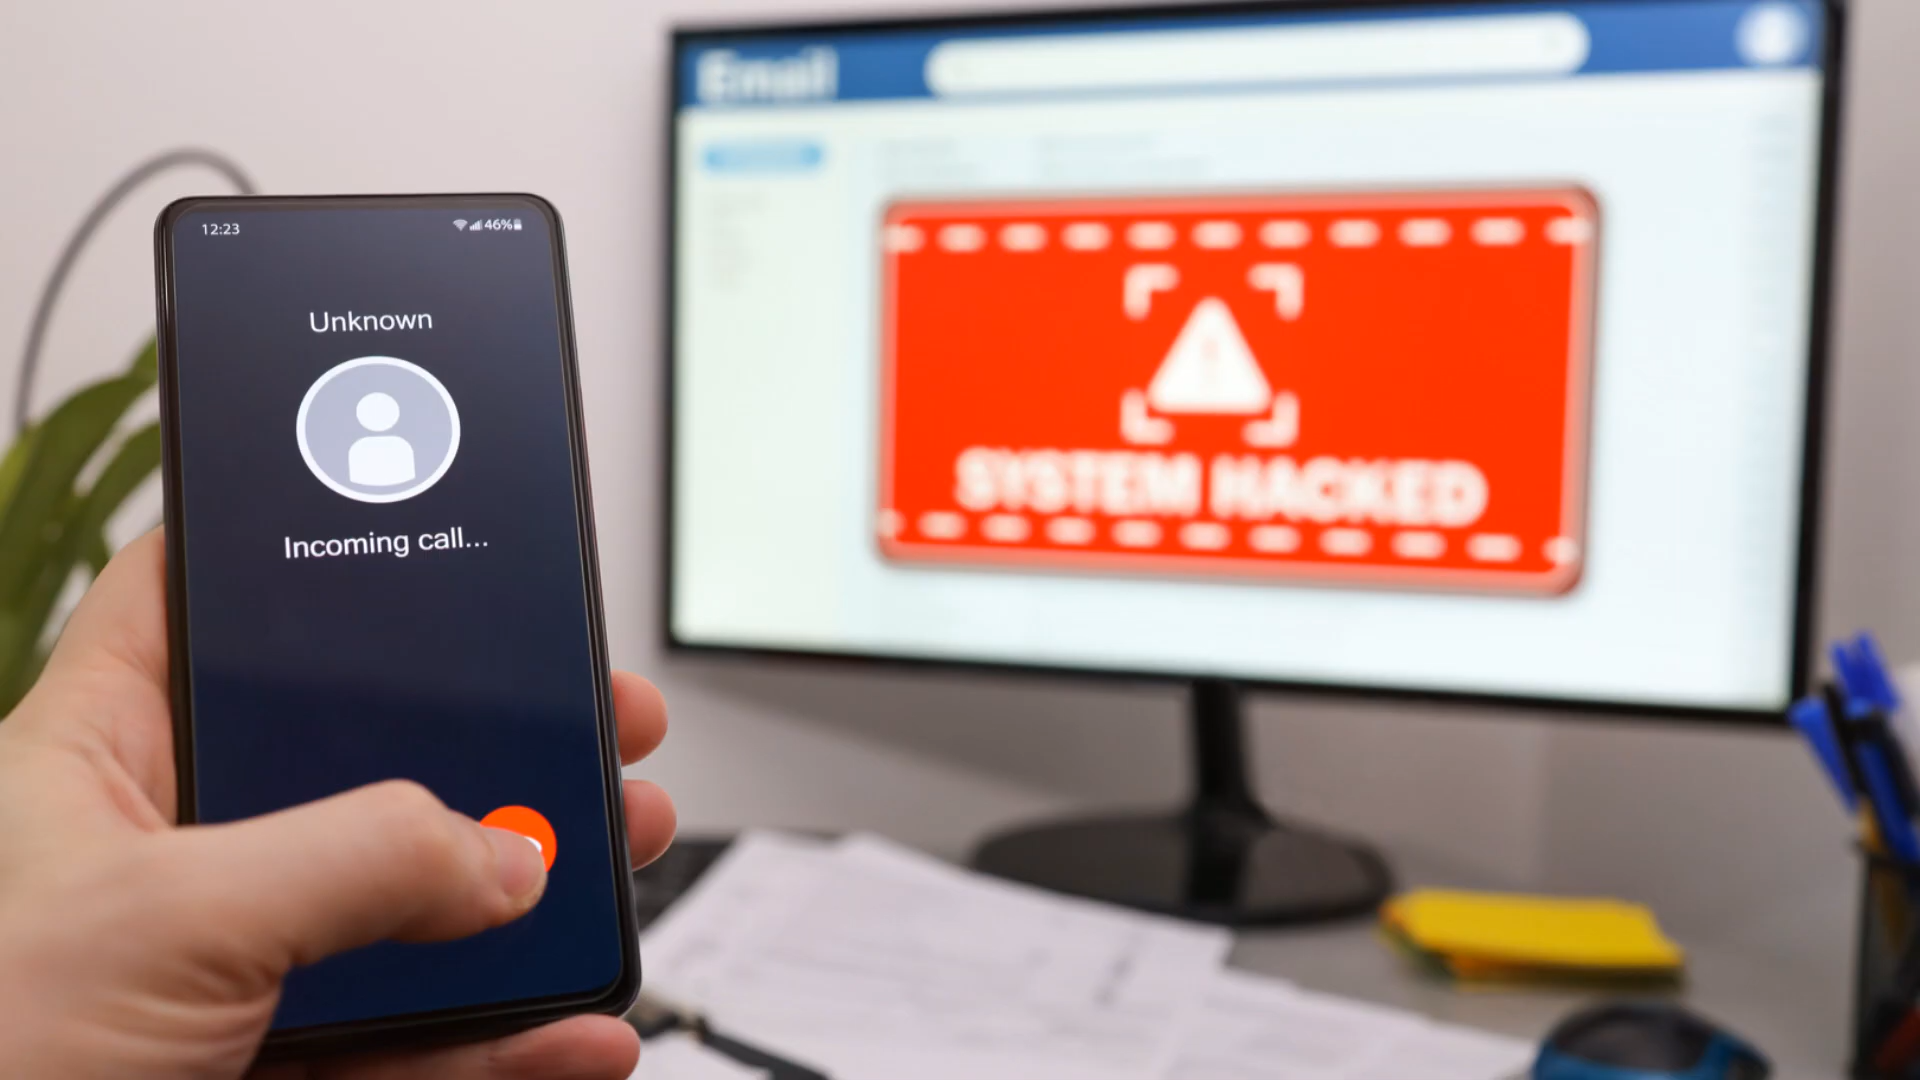 12:23
46%
Unknown
Incoming call...
Email
SYSTEM HACKED